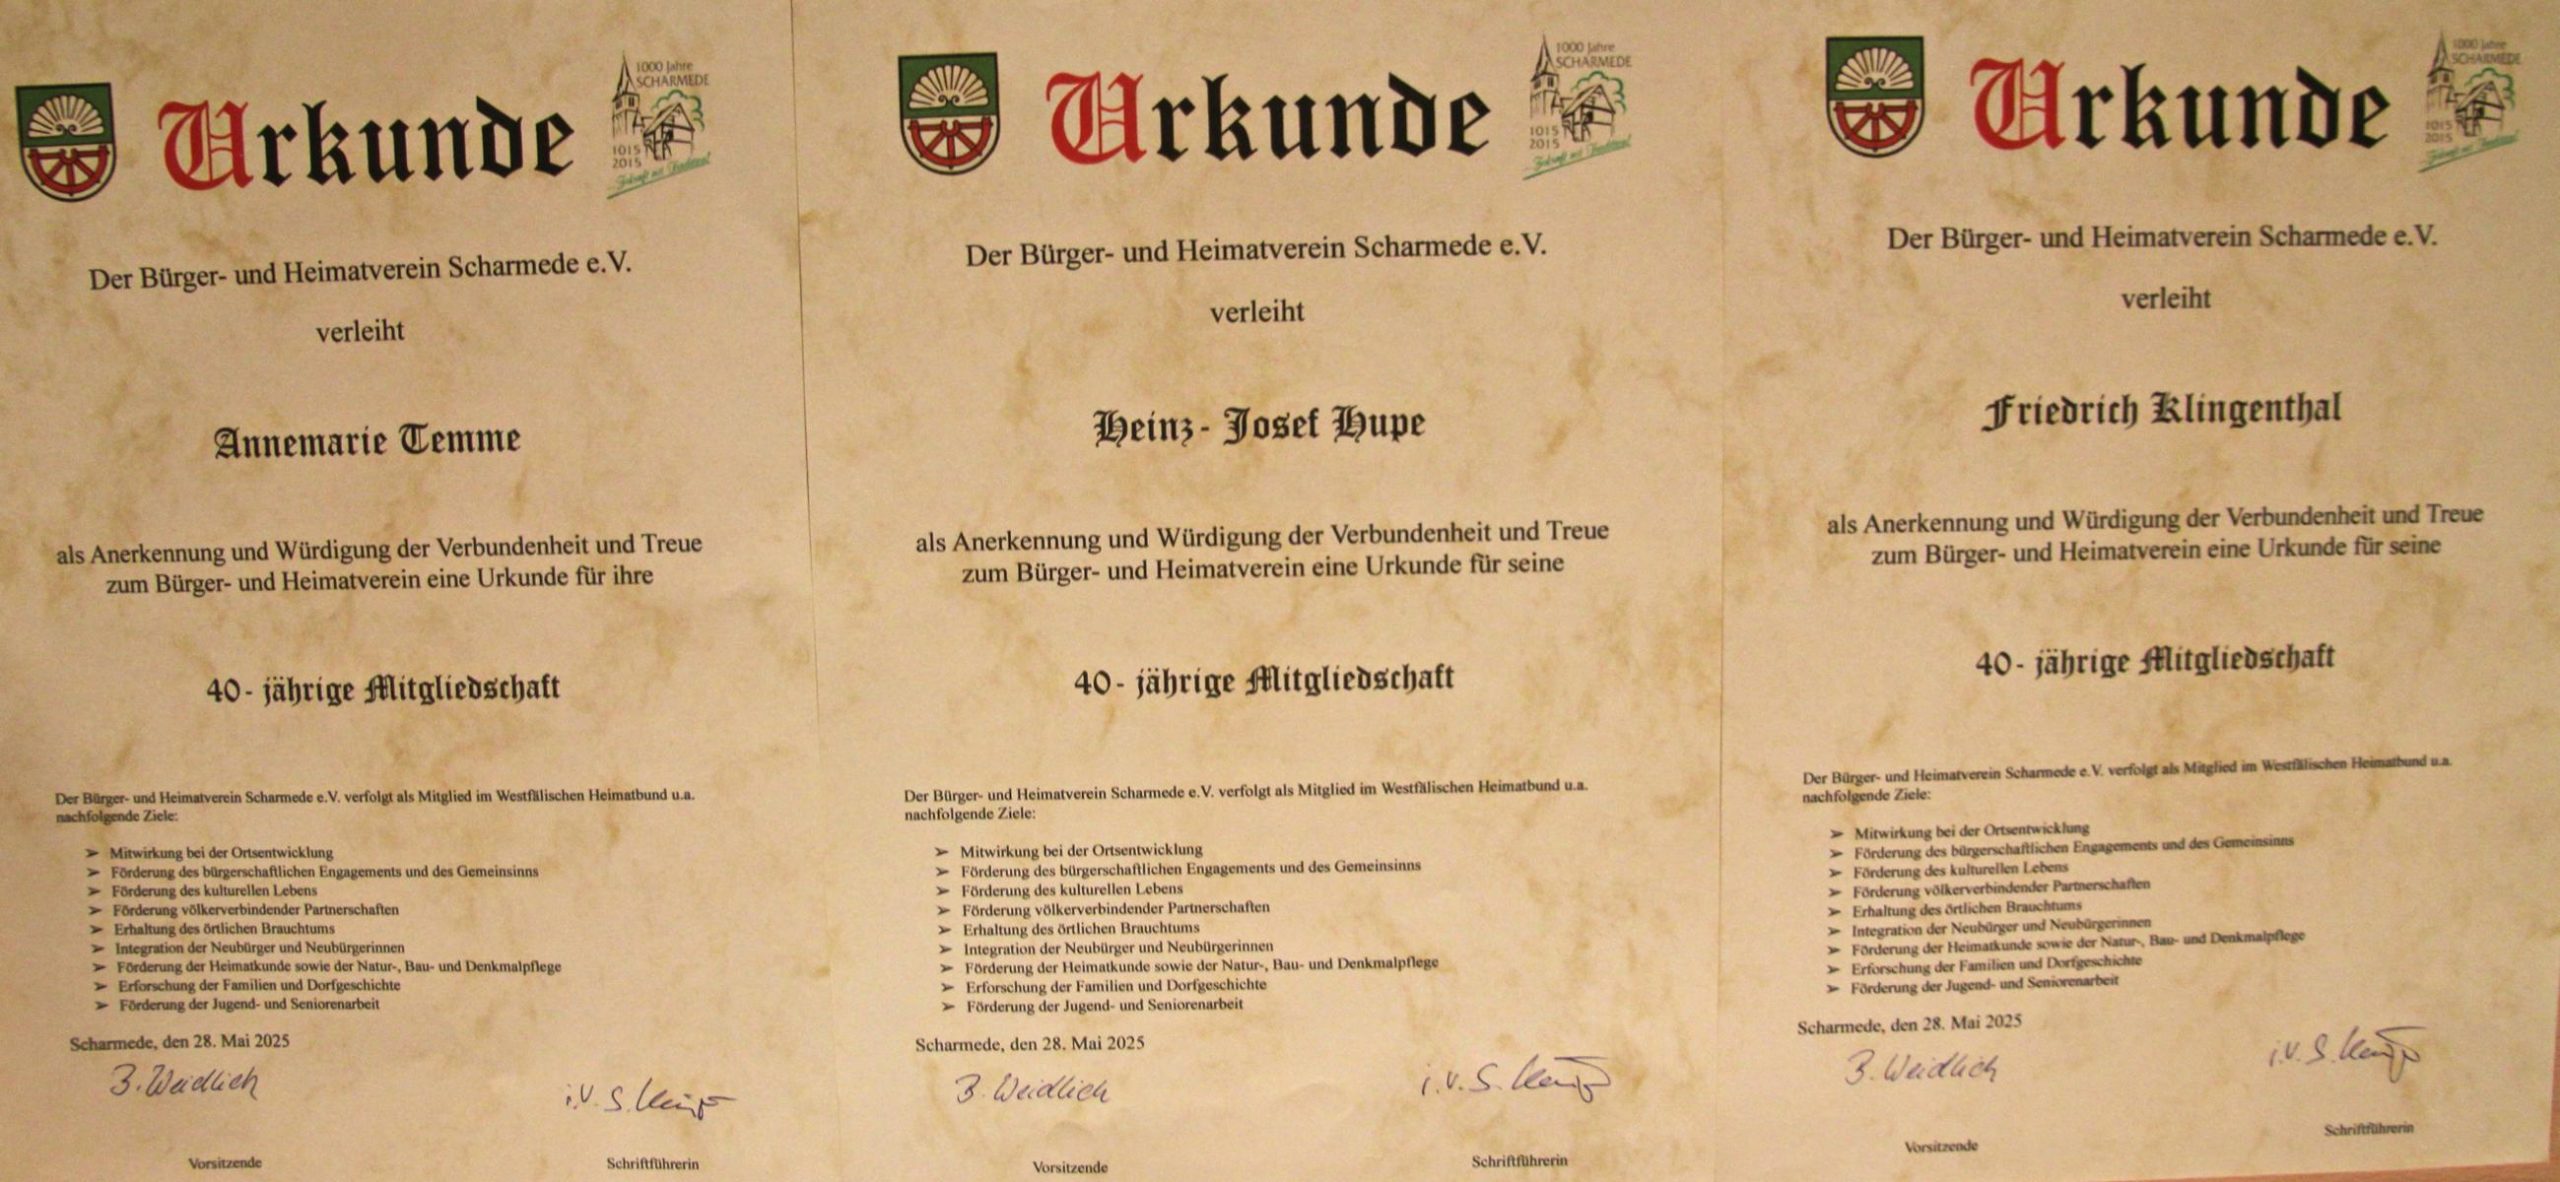 1000 Jahre
SCHARMEDE
1015
2015
Urkunde
Der Bürger- und Heimatverein Scharmede e.V.
verleiht
Annemarie Temme
als Anerkennung und Würdigung der Verbundenheit und Treue
zum Bürger- und Heimatverein eine Urkunde für ihre
40- jährige Mitgliedschaft
Der Bürger- und Heimatverein Scharmede e.V. verfolgt als Mitglied im Westfälischen Heimatbund u.a.
nachfolgende Ziele:
➢ Mitwirkung bei der Ortsentwicklung
➢ Förderung des bürgerschaftlichen Engagements und des Gemeinsinns
➢ Förderung des kulturellen Lebens
➢ Förderung völkerverbindender Partnerschaften
➢ Erhaltung des örtlichen Brauchtums
➢ Integration der Neubürger und Neubürgerinnen
➢ Förderung der Heimatkunde sowie der Natur-, Bau- und Denkmalpflege
➢ Erforschung der Familien und Dorfgeschichte
➢ Förderung der Jugend- und Seniorenarbeit
Scharmede, den 28. Mai 2025
B. Weidlich
i.V. S.
Vorsitzende
Schriftführerin
1000 Jahre
SCHARMEDE
1015
2015
Urkunde
Der Bürger- und Heimatverein Scharmede e.V.
verleiht
Heinz- Josef Hupe
als Anerkennung und Würdigung der Verbundenheit und Treue
zum Bürger- und Heimatverein eine Urkunde für seine
40- jährige Mitgliedschaft
Der Bürger- und Heimatverein Scharmede e.V. verfolgt als Mitglied im Westfälischen Heimatbund u.a.
nachfolgende Ziele:
➢ Mitwirkung bei der Ortsentwicklung
➢ Förderung des bürgerschaftlichen Engagements und des Gemeinsinns
➢ Förderung des kulturellen Lebens
➢ Förderung völkerverbindender Partnerschaften
➢ Erhaltung des örtlichen Brauchtums
➢ Integration der Neubürger und Neubürgerinnen
➢ Förderung der Heimatkunde sowie der Natur-, Bau- und Denkmalpflege
➢ Erforschung der Familien und Dorfgeschichte
➢ Förderung der Jugend- und Seniorenarbeit
Scharmede, den 28. Mai 2025
B. Weidlich
i.V. S.
Vorsitzende
Schriftführerin
1000 Jahre
SCHARMEDE
1015
2015
Urkunde
Der Bürger- und Heimatverein Scharmede e.V.
verleiht
Friedrich Klingenthal
als Anerkennung und Würdigung der Verbundenheit und Treue
zum Bürger- und Heimatverein eine Urkunde für seine
40- jährige Mitgliedschaft
Der Bürger- und Heimatverein Scharmede e.V. verfolgt als Mitglied im Westfälischen Heimatbund u.a.
nachfolgende Ziele:
➢ Mitwirkung bei der Ortsentwicklung
➢ Förderung des bürgerschaftlichen Engagements und des Gemeinsinns
➢ Förderung des kulturellen Lebens
➢ Förderung völkerverbindender Partnerschaften
➢ Erhaltung des örtlichen Brauchtums
➢ Integration der Neubürger und Neubürgerinnen
➢ Förderung der Heimatkunde sowie der Natur-, Bau- und Denkmalpflege
➢ Erforschung der Familien und Dorfgeschichte
➢ Förderung der Jugend- und Seniorenarbeit
Scharmede, den 28. Mai 2025
B. Weidlich
i.V. S.
Vorsitzende
Schriftführerin